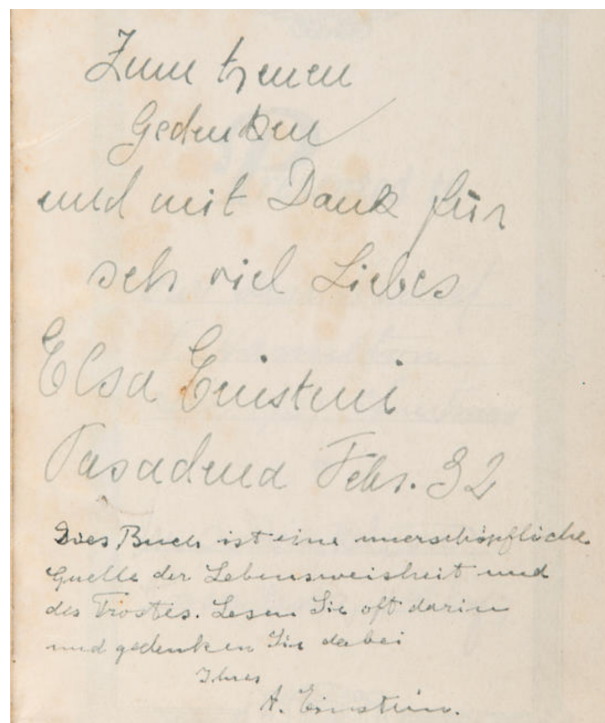 Zum treuen
Gedenken
und mit Dank für
sehr viel Liebes
Elsa Einstein
Pasadena Febr. 32
Dies Buch ist eine unerschöpfliche
Quelle der Lebensweisheit und
des Trostes. Lesen Sie oft darin
und gedenken Sie dabei
Ihres
A. Einstein.